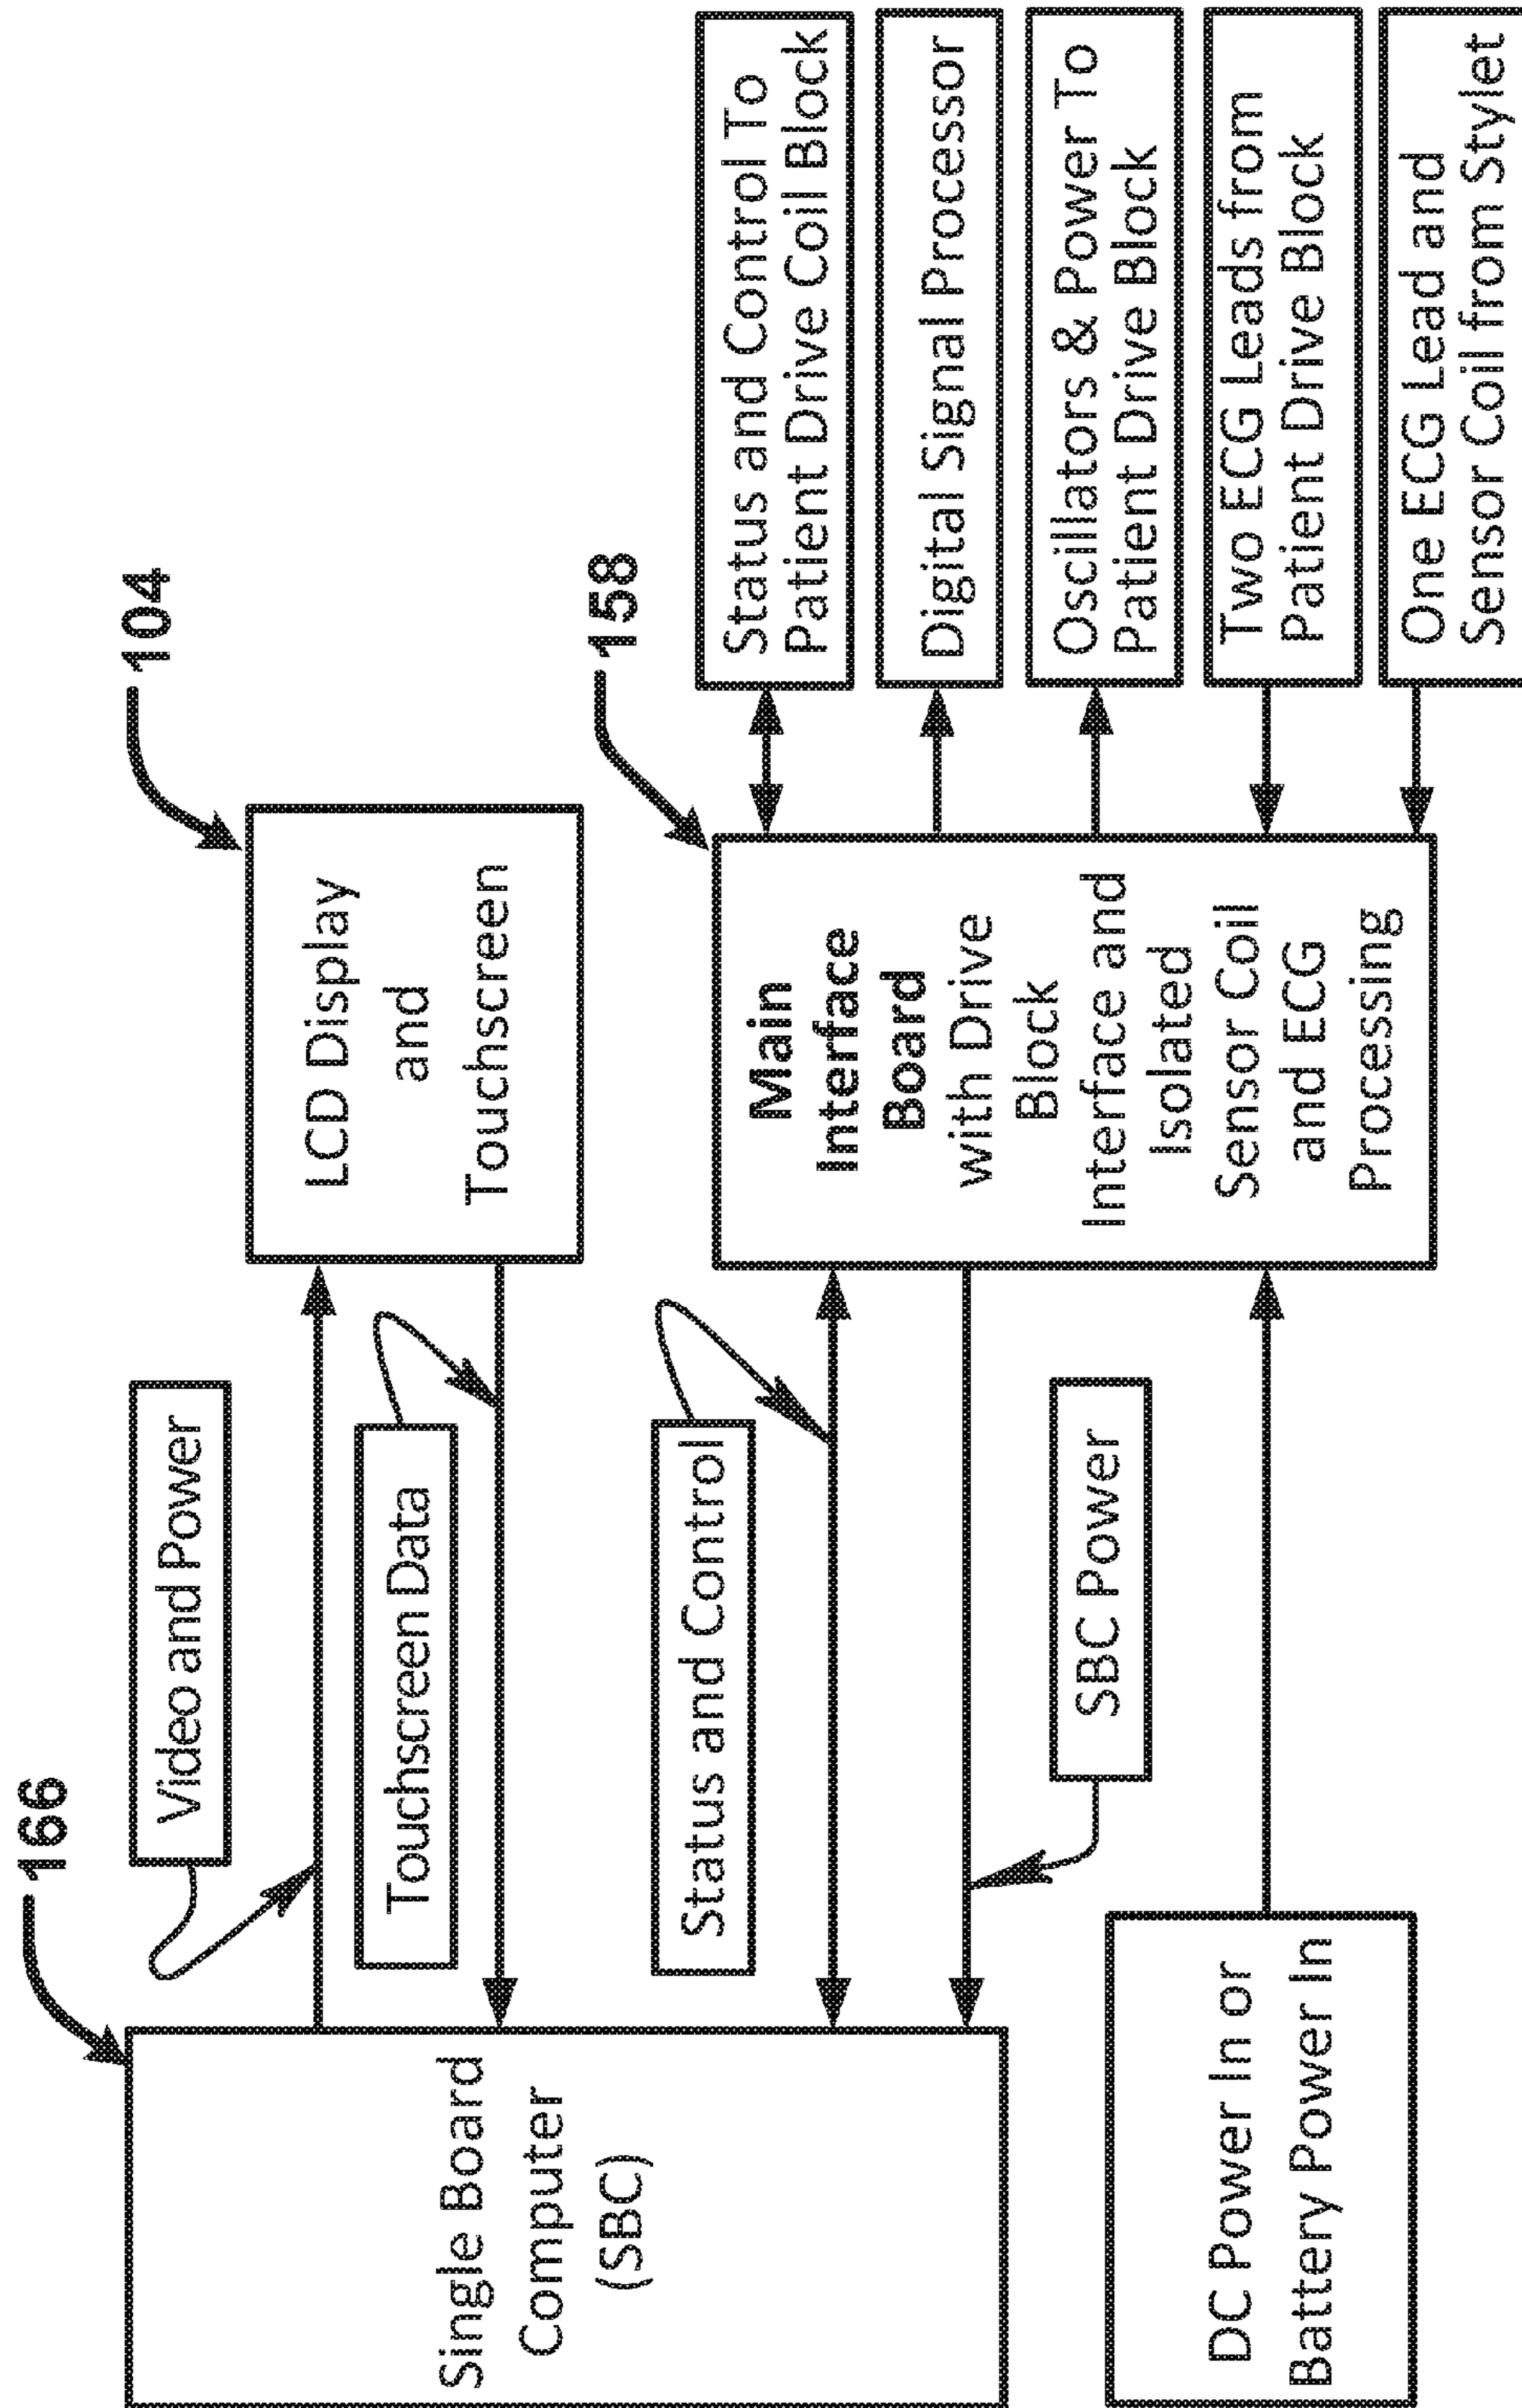 166
Single Board
Computer
(SBC)
Video and Power
Touchscreen Data
104
LCD Display
and
Touchscreen
Status and Control
SBC Power
DC Power In or
Battery Power In
158
Main
Interface
Board
with Drive
Block
Interface and
Isolated
Sensor Coil
and ECG
Processing
Status and Control To
Patient Drive Coil Block
Digital Signal Processor
Oscillators & Power To
Patient Drive Block
Two ECG Leads from
Patient Drive Block
One ECG Lead and
Sensor Coil from Stylet